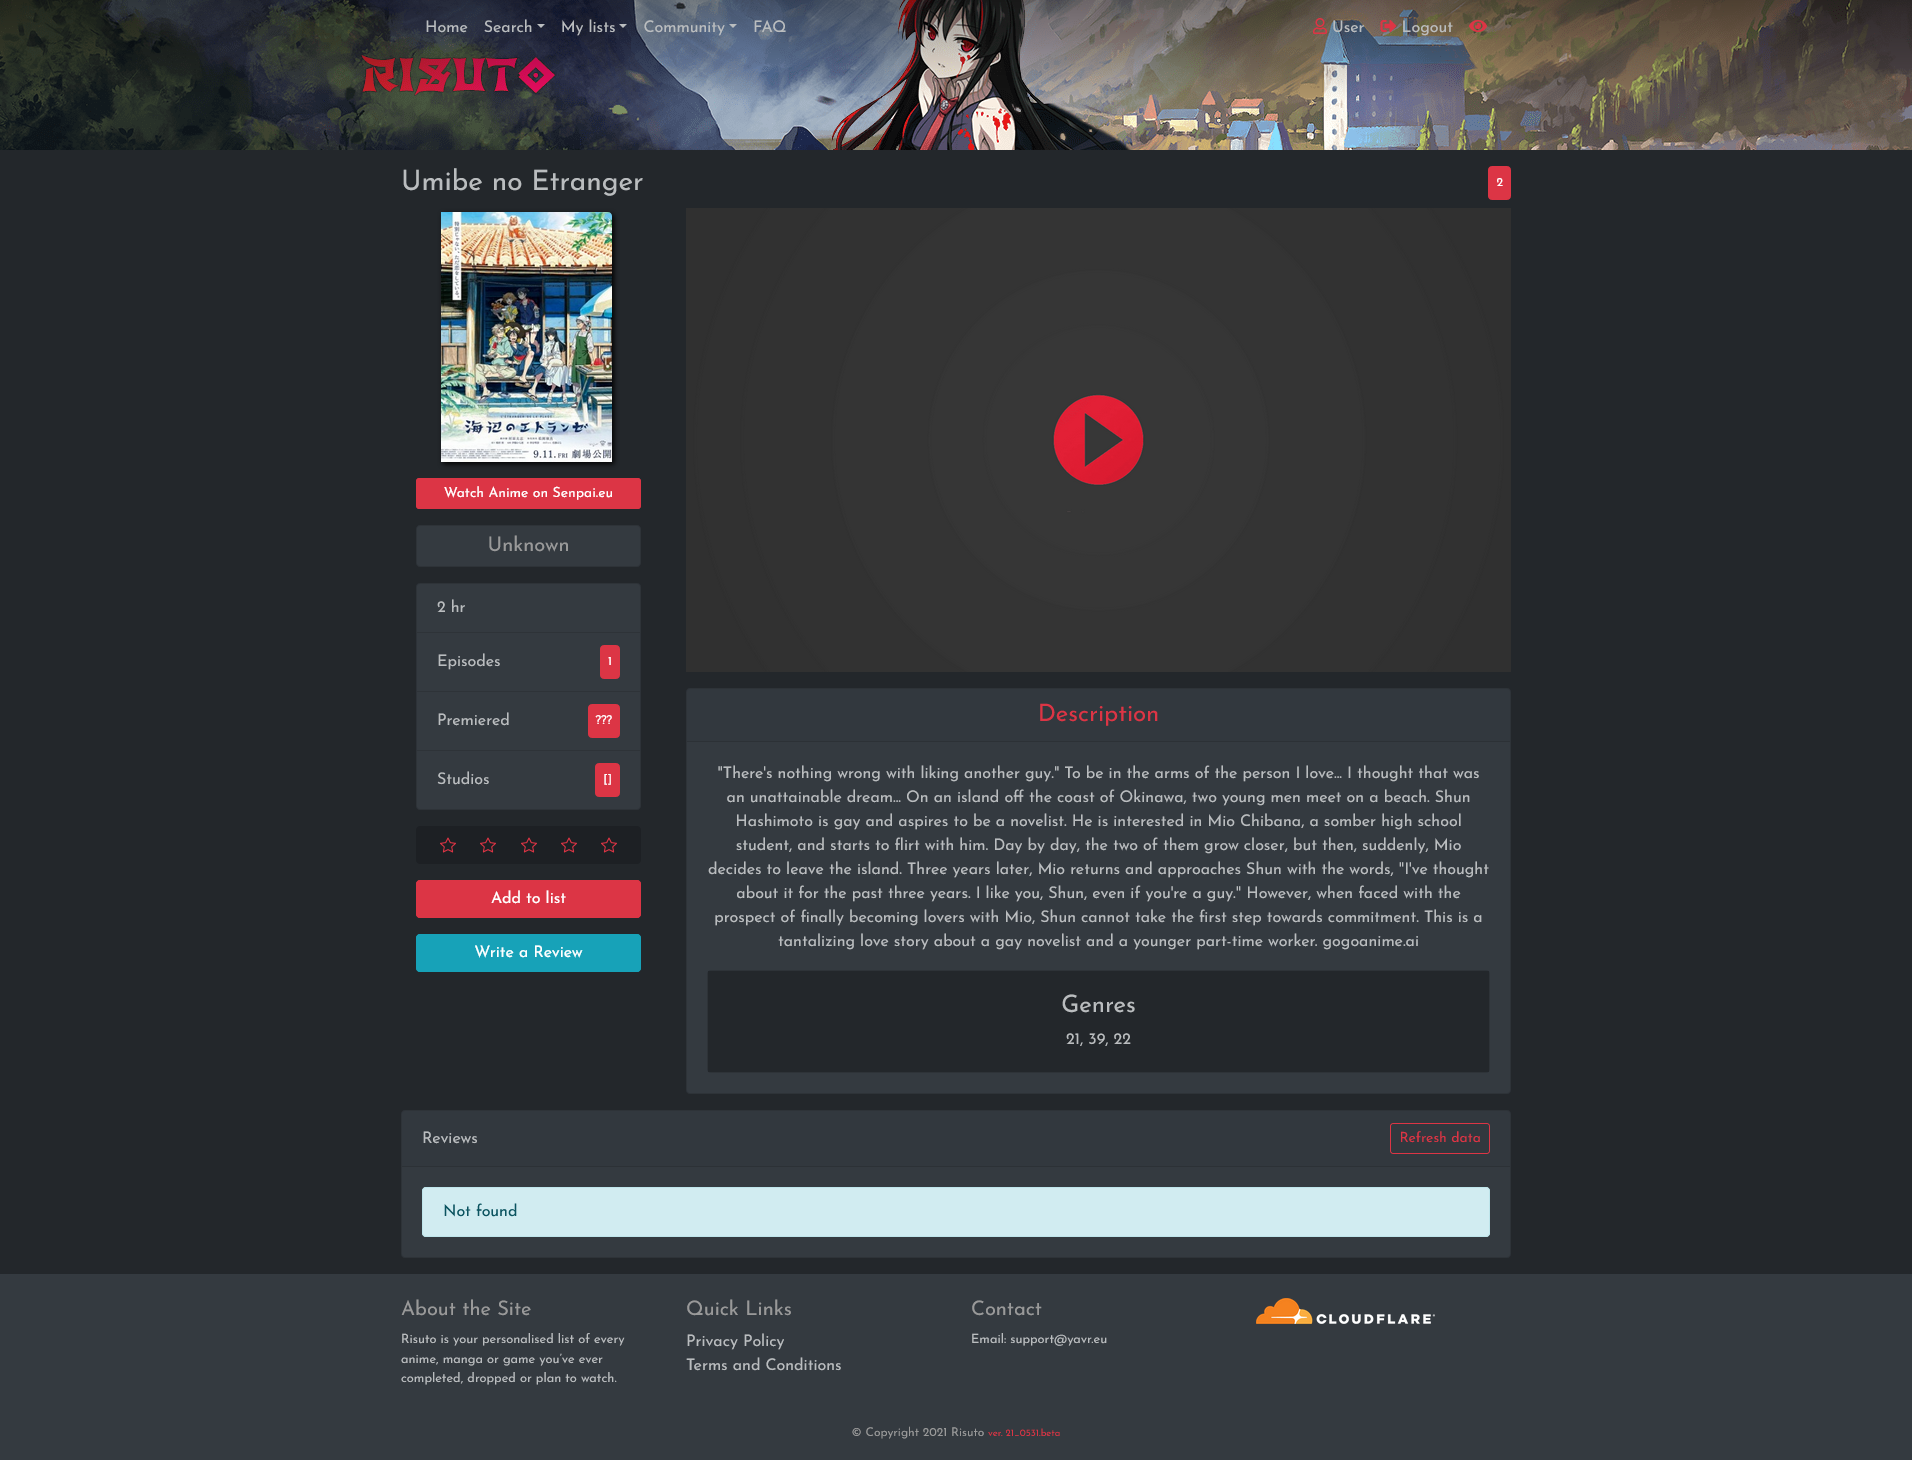 Home Search My lists Community FAQ User Logout
RISUTO
Umibe no Etranger
2
海辺のエトランゼ
9.11.FRI 劇場公開
Watch Anime on Senpai.eu
Unknown
2 hr
Episodes 1
Premiered ???
Studios []
Add to list
Write a Review
Description
"There's nothing wrong with liking another guy." To be in the arms of the person I love... I thought that was
an unattainable dream... On an island off the coast of Okinawa, two young men meet on a beach. Shun
Hashimoto is gay and aspires to be a novelist. He is interested in Mio Chibana, a somber high school
student, and starts to flirt with him. Day by day, the two of them grow closer, but then, suddenly, Mio
decides to leave the island. Three years later, Mio returns and approaches Shun with the words, "I've thought
about it for the past three years. I like you, Shun, even if you're a guy." However, when faced with the
prospect of finally becoming lovers with Mio, Shun cannot take the first step towards commitment. This is a
tantalizing love story about a gay novelist and a younger part-time worker. gogoanime.ai
Genres
21, 39, 22
Reviews Refresh data
Not found
About the Site
Risuto is your personalised list of every
anime, manga or game you've ever
completed, dropped or plan to watch.
Quick Links
Privacy Policy
Terms and Conditions
Contact
Email: support@yavr.eu
CLOUDFLARE
© Copyright 2021 Risuto ver. 21_.0531.beta